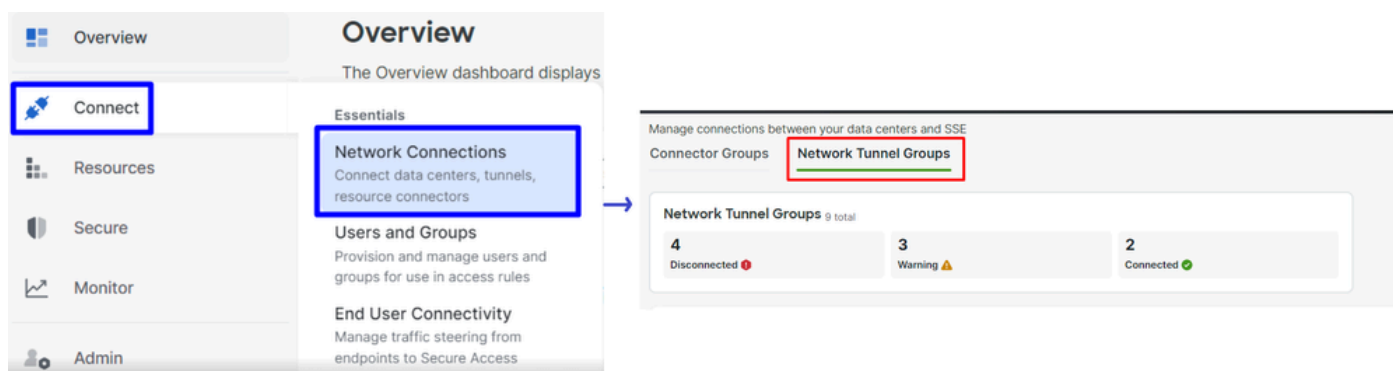 Overview
Connect
Resources
Secure
Monitor
Admin
Overview
The Overview dashboard displays
Essentials
Network Connections
Connect data centers, tunnels,
resource connectors
Users and Groups
Provision and manage users and
groups for use in access rules
End User Connectivity
Manage traffic steering from
endpoints to Secure Access
Manage connections between your data centers and SSE
Connector Groups Network Tunnel Groups
Network Tunnel Groups 9 total
4 3 2
Disconnected Warning Connected